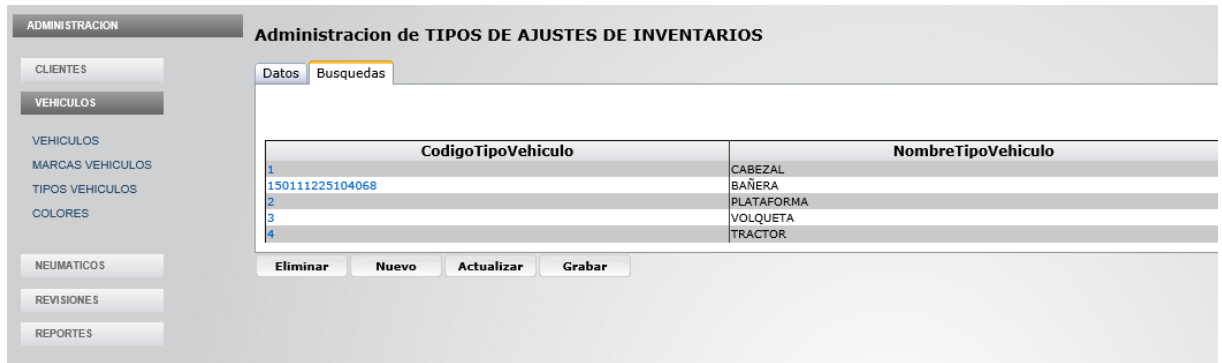 ADMINISTRACION
Administracion de TIPOS DE AJUSTES DE INVENTARIOS
CLIENTES
VEHICULOS
VEHICULOS
MARCAS VEHICULOS
TIPOS VEHICULOS
COLORES
NEUMATICOS
REVISIONES
REPORTES
Datos Busquedas
CodigoTipoVehiculo NombreTipoVehiculo
1 CABEZAL
150111225104068 BAÑERA
2 PLATAFORMA
3 VOLQUETA
4 TRACTOR
Eliminar Nuevo Actualizar Grabar